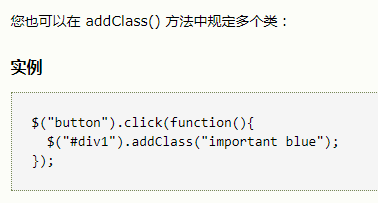 您也可以在 addClass() 方法中规定多个类：
实例
$("button").click(function(){
  $("#div1").addClass("important blue");
});